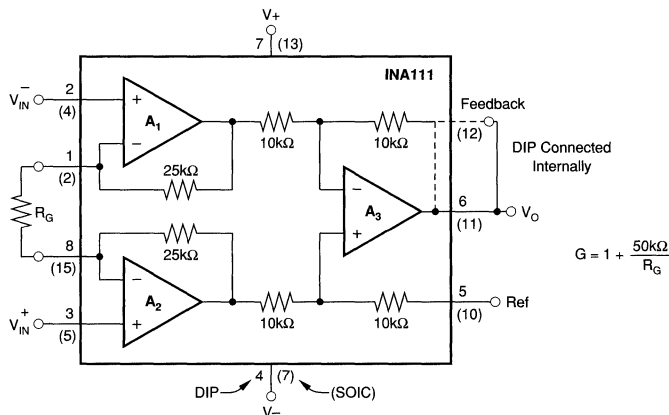 V+
7 (13)
INA111
2
V⁻IN
(4)
+
A1
−
10kΩ
10kΩ
Feedback
(12)
DIP Connected
Internally
1
(2)
25kΩ
RG
−
A3
+
6
(11)
VO
8
(15)
25kΩ
G = 1 + 50kΩ / RG
−
A2
+
3
V⁺IN
(5)
10kΩ
10kΩ
5
(10)
Ref
DIP
4 (7)
(SOIC)
V−